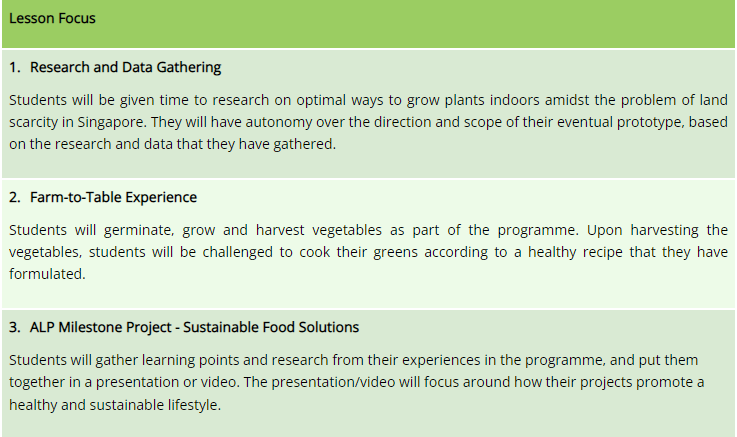 Lesson Focus
1. Research and Data Gathering
Students will be given time to research on optimal ways to grow plants indoors amidst the problem of land
scarcity in Singapore. They will have autonomy over the direction and scope of their eventual prototype, based
on the research and data that they have gathered.
2. Farm-to-Table Experience
Students will germinate, grow and harvest vegetables as part of the programme. Upon harvesting the
vegetables, students will be challenged to cook their greens according to a healthy recipe that they have
formulated.
3. ALP Milestone Project - Sustainable Food Solutions
Students will gather learning points and research from their experiences in the programme, and put them
together in a presentation or video. The presentation/video will focus around how their projects promote a
healthy and sustainable lifestyle.